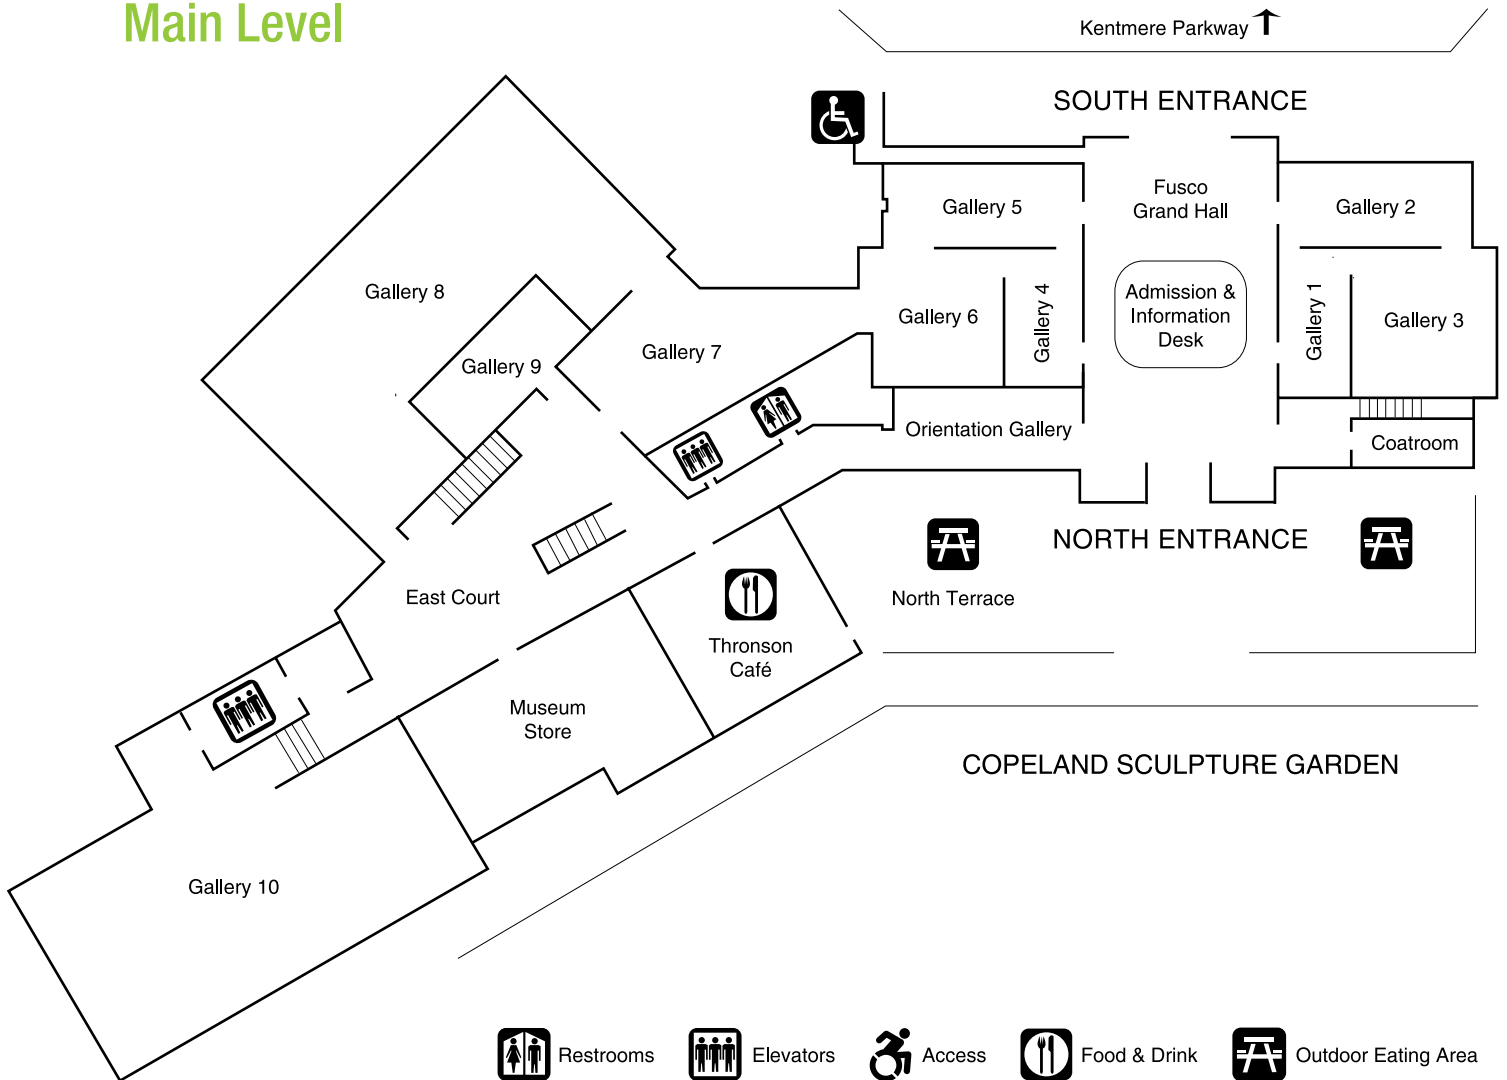 Main Level
Kentmere Parkway
SOUTH ENTRANCE
Fusco
Grand Hall
Gallery 5
Gallery 2
Gallery 8
Admission &
Information
Desk
Gallery 6
Gallery 4
Gallery 1
Gallery 3
Gallery 7
Gallery 9
Orientation Gallery
Coatroom
NORTH ENTRANCE
East Court
North Terrace
Thronson
Café
Museum
Store
COPELAND SCULPTURE GARDEN
Gallery 10
Restrooms
Elevators
Access
Food & Drink
Outdoor Eating Area